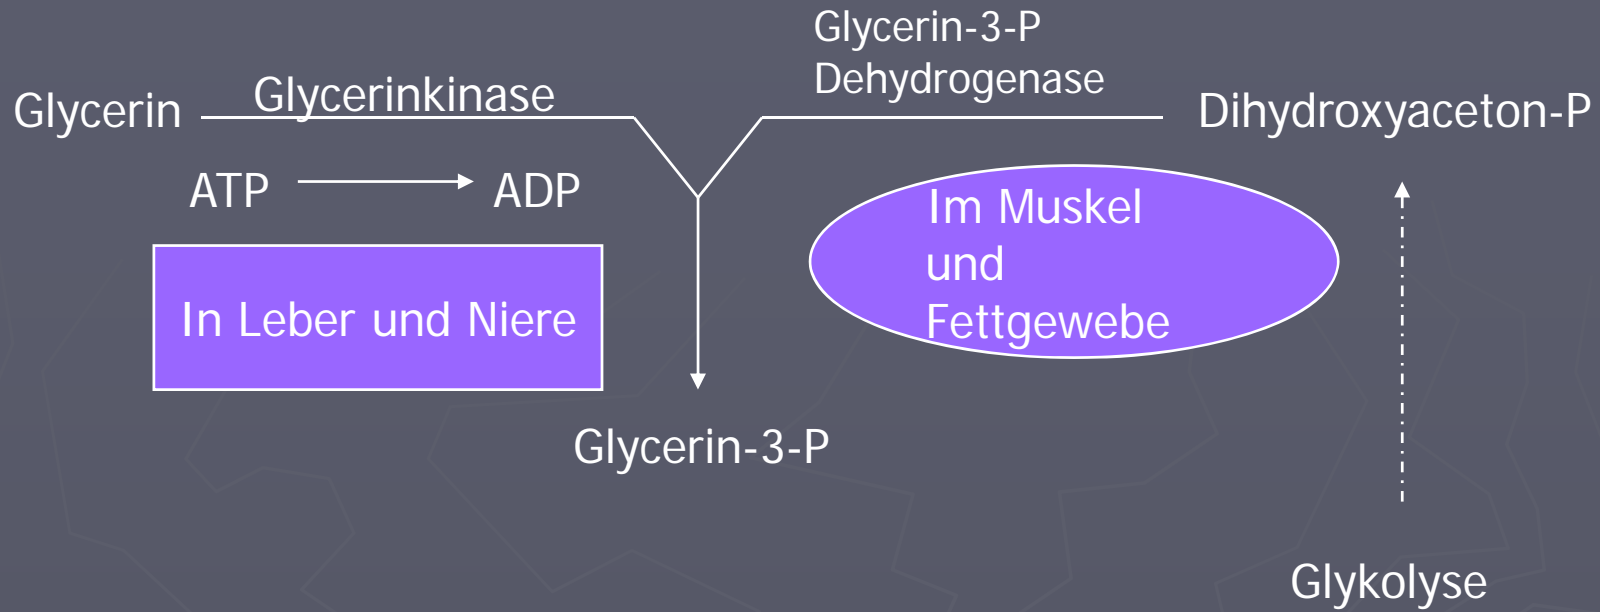 Glycerin-3-P
Dehydrogenase
Glycerin
Glycerinkinase
Dihydroxyaceton-P
ATP
ADP
In Leber und Niere
Im Muskel
und
Fettgewebe
Glycerin-3-P
Glykolyse